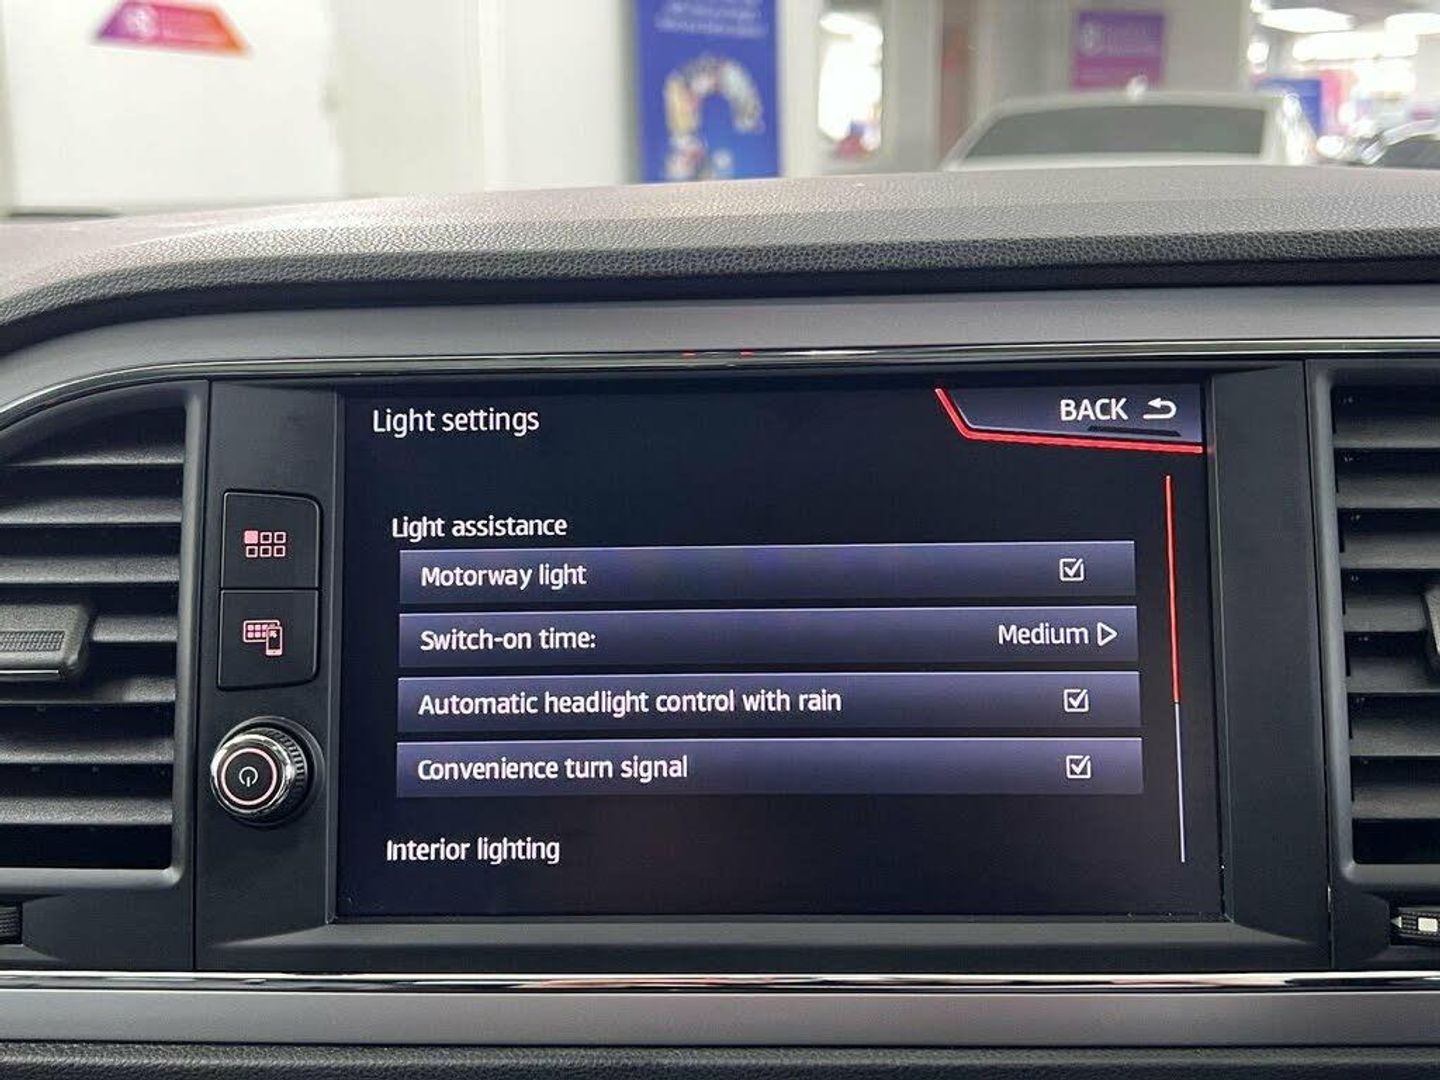 Light settings
BACK
Light assistance
Motorway light
Switch-on time:
Medium
Automatic headlight control with rain
Convenience turn signal
Interior lighting